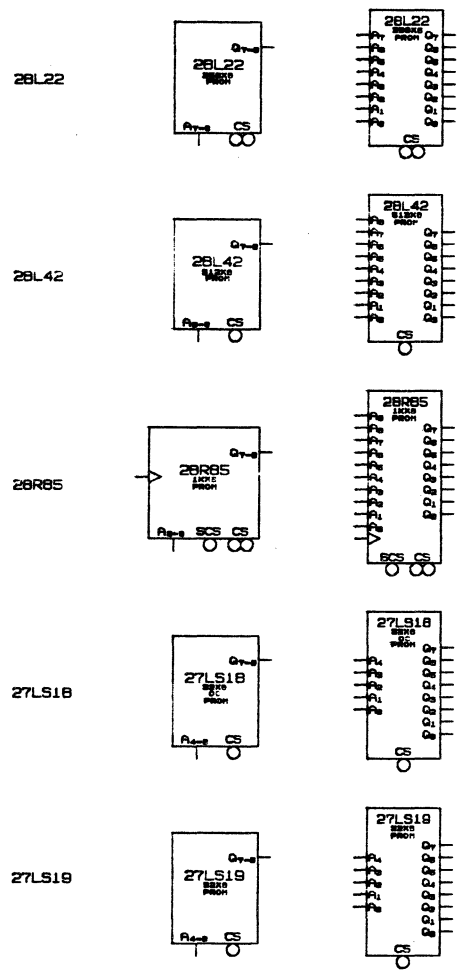 28L22
Q7-0
28L22
256X8
PROM
A7-0 CS
28L22
256X8
PROM
A7 Q7
A6 Q6
A5 Q5
A4 Q4
A3 Q3
A2 Q2
A1 Q1
A0 Q0
CS
28L42
Q7-0
28L42
512X8
PROM
A8-0 CS
28L42
512X8
PROM
A8
A7 Q7
A6 Q6
A5 Q5
A4 Q4
A3 Q3
A2 Q2
A1 Q1
A0 Q0
CS
28R85
Q7-0
28R85
1KX8
PROM
A9-0 SCS CS
28R85
1KX8
PROM
A9
A8 Q7
A7 Q6
A6 Q5
A5 Q4
A4 Q3
A3 Q2
A2 Q1
A1 Q0
A0
SCS CS
27LS18
Q7-0
27LS18
32X8
OC
PROM
A4-0 CS
27LS18
32X8
OC
PROM
Q7
A4 Q6
A3 Q5
A2 Q4
A1 Q3
A0 Q2
Q1
Q0
CS
27LS19
Q7-0
27LS19
32X8
PROM
A4-0 CS
27LS19
32X8
PROM
Q7
A4 Q6
A3 Q5
A2 Q4
A1 Q3
A0 Q2
Q1
Q0
CS